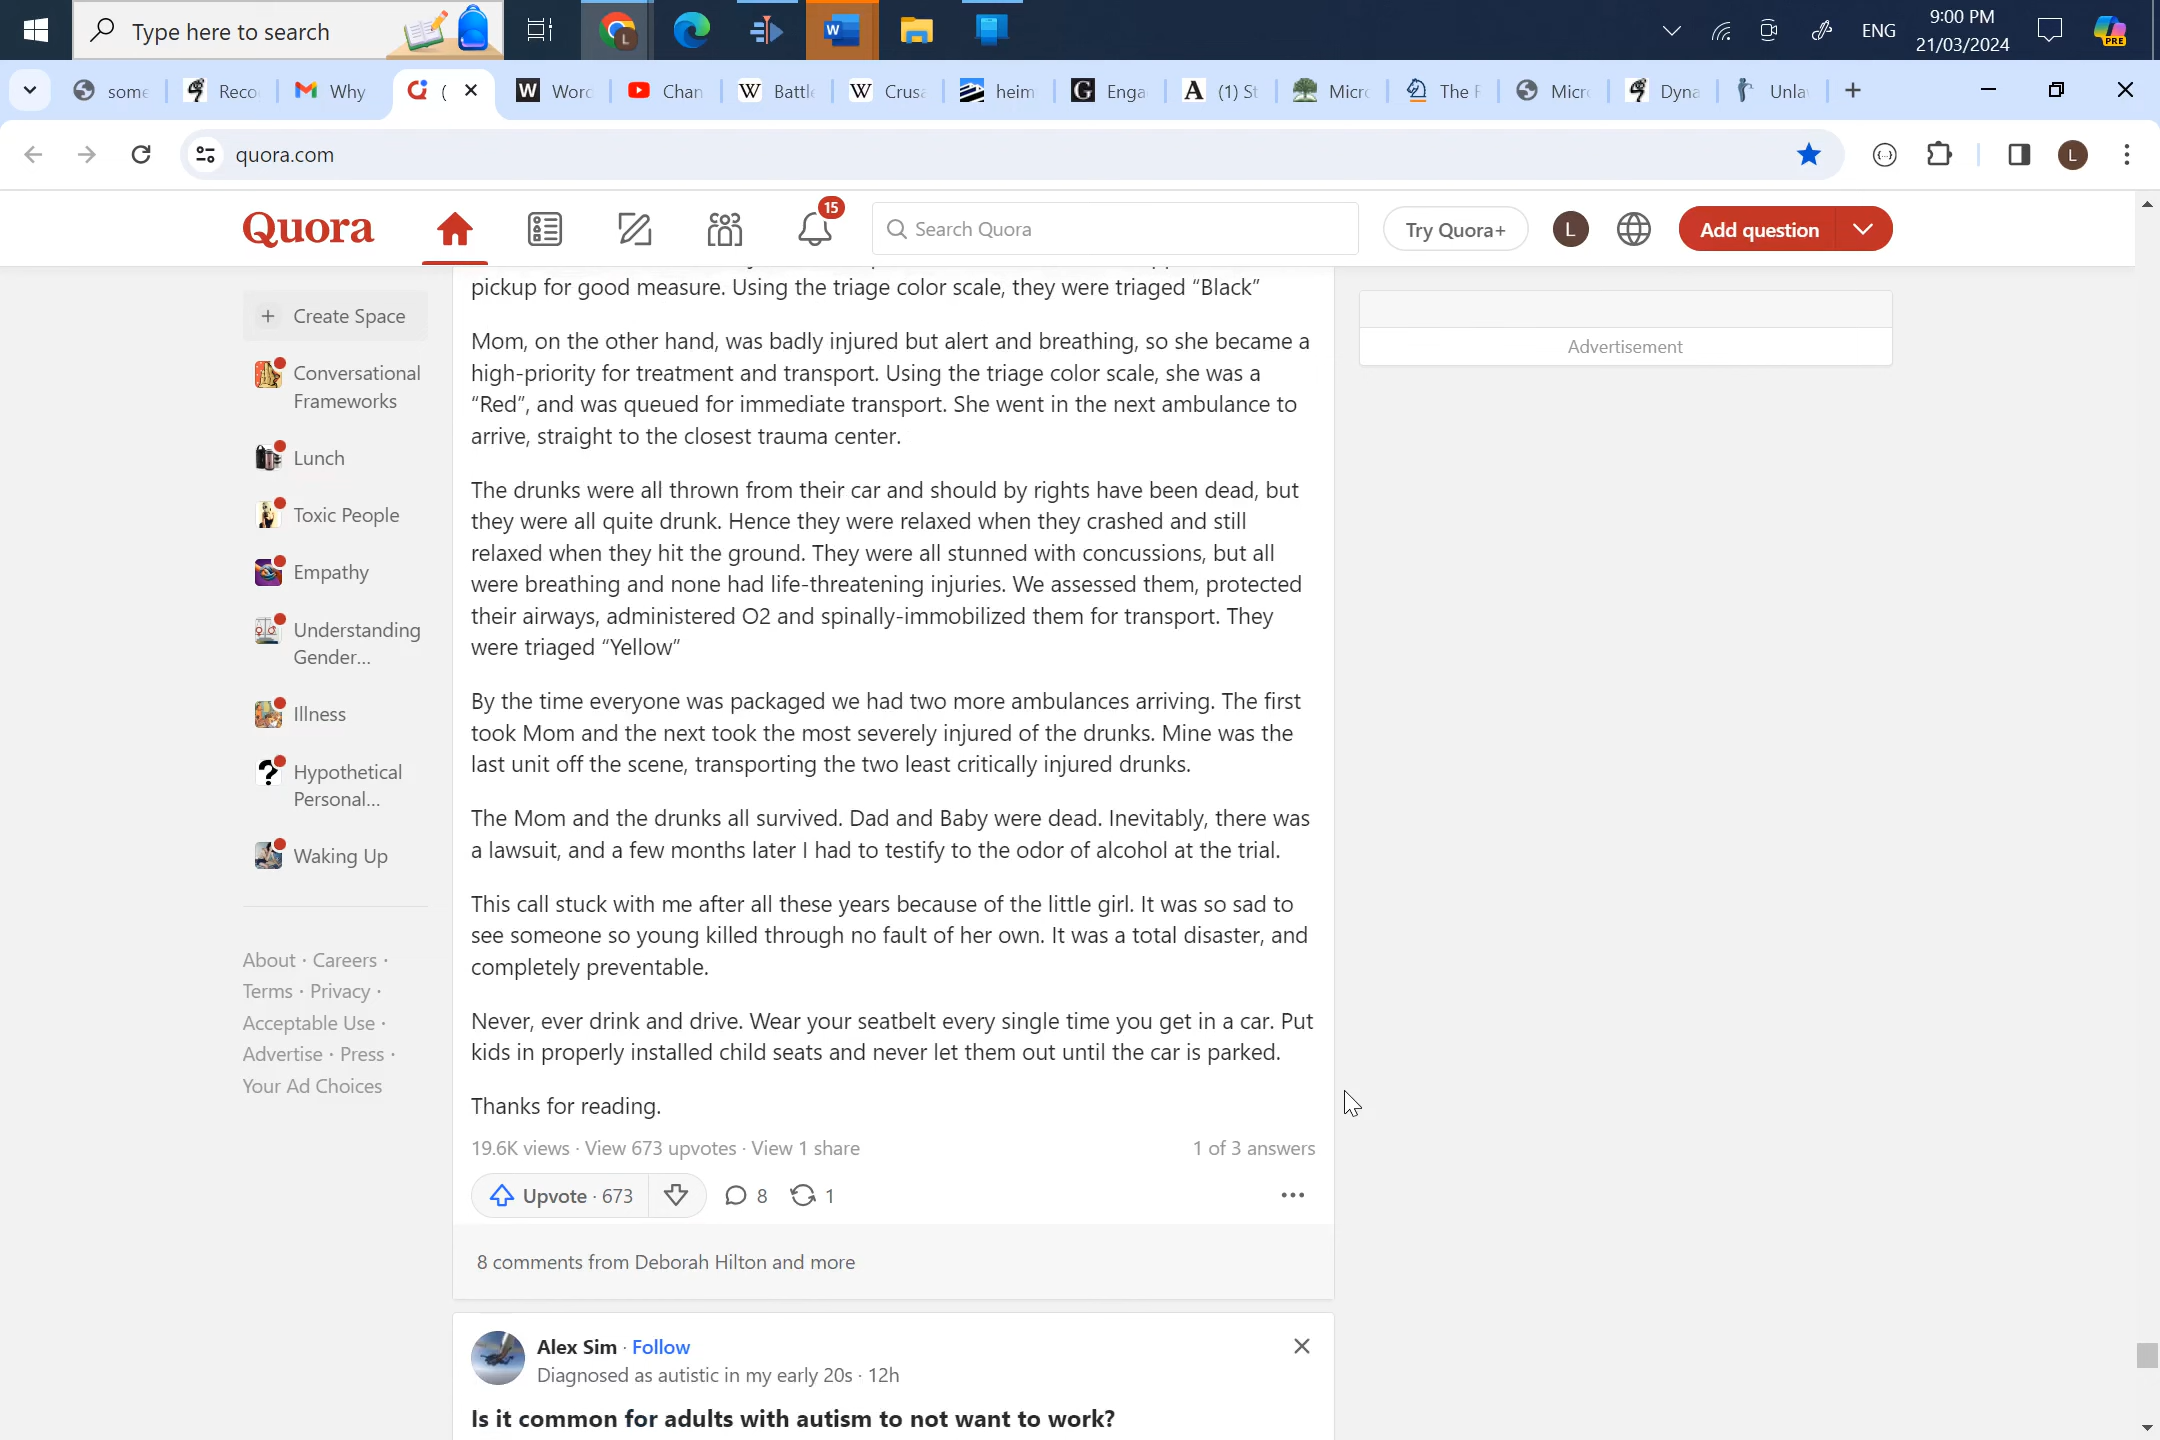 Type here to search
ENG
9:00 PM
21/03/2024
PRE
some
Reco
Why
(
Word
Chan
Battle
Crusa
heim
Enga
(1) St
Micro
The F
Micro
Dyna
Unla
quora.com
L
Quora
15
Search Quora
Try Quora+
L
Add question
pickup for good measure. Using the triage color scale, they were triaged “Black”
Create Space
Advertisement
Mom, on the other hand, was badly injured but alert and breathing, so she became a
high-priority for treatment and transport. Using the triage color scale, she was a
“Red”, and was queued for immediate transport. She went in the next ambulance to
arrive, straight to the closest trauma center.
Conversational
Frameworks
Lunch
The drunks were all thrown from their car and should by rights have been dead, but
they were all quite drunk. Hence they were relaxed when they crashed and still
relaxed when they hit the ground. They were all stunned with concussions, but all
were breathing and none had life-threatening injuries. We assessed them, protected
their airways, administered O2 and spinally-immobilized them for transport. They
were triaged “Yellow”
Toxic People
Empathy
Understanding
Gender...
By the time everyone was packaged we had two more ambulances arriving. The first
took Mom and the next took the most severely injured of the drunks. Mine was the
last unit off the scene, transporting the two least critically injured drunks.
Illness
Hypothetical
Personal...
The Mom and the drunks all survived. Dad and Baby were dead. Inevitably, there was
a lawsuit, and a few months later I had to testify to the odor of alcohol at the trial.
Waking Up
This call stuck with me after all these years because of the little girl. It was so sad to
see someone so young killed through no fault of her own. It was a total disaster, and
completely preventable.
About · Careers ·
Terms · Privacy ·
Acceptable Use ·
Advertise · Press ·
Your Ad Choices
Never, ever drink and drive. Wear your seatbelt every single time you get in a car. Put
kids in properly installed child seats and never let them out until the car is parked.
Thanks for reading.
19.6K views · View 673 upvotes · View 1 share
1 of 3 answers
Upvote · 673
8
1
8 comments from Deborah Hilton and more
Alex Sim · Follow
Diagnosed as autistic in my early 20s · 12h
Is it common for adults with autism to not want to work?